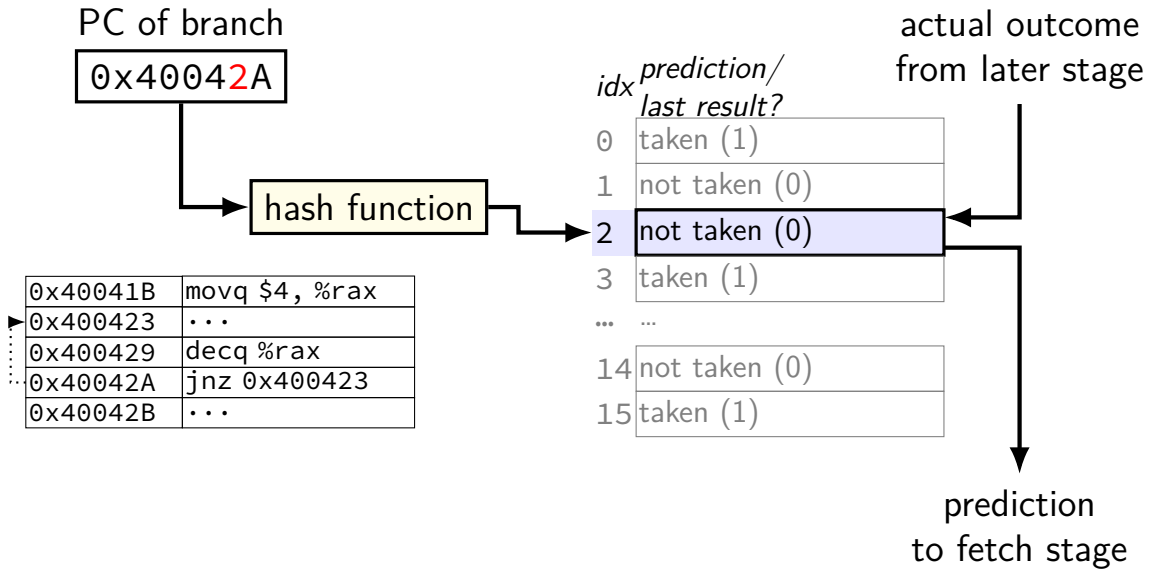 PC of branch
0x40042A
hash function
0x40041B movq $4, %rax
0x400423 ···
0x400429 decq %rax
0x40042A jnz 0x400423
0x40042B ···
idx prediction/
last result?
0 taken (1)
1 not taken (0)
2 not taken (0)
3 taken (1)
… …
14 not taken (0)
15 taken (1)
actual outcome
from later stage
prediction
to fetch stage